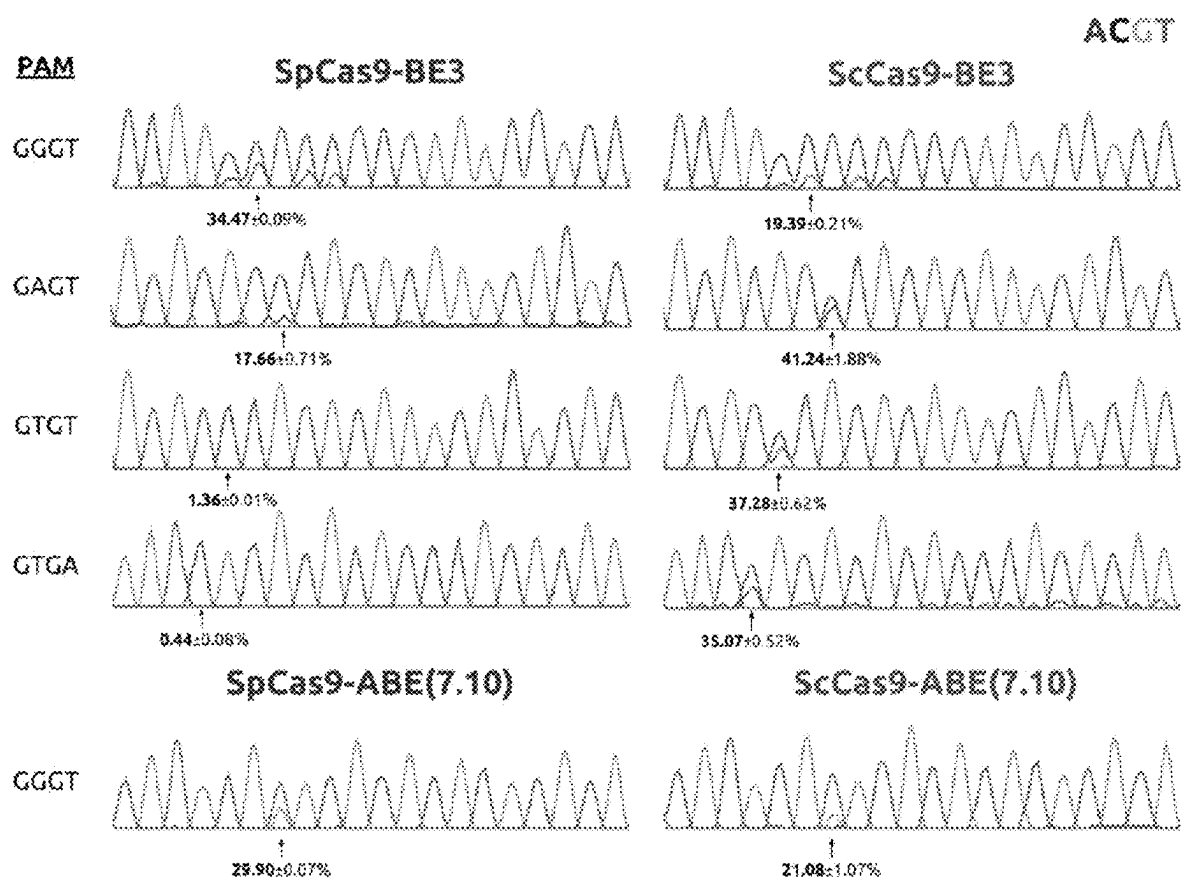 ACGT
PAM
SpCas9-BE3
ScCas9-BE3
GGGT
34.47±0.09%
19.39±0.21%
GAGT
17.66±0.71%
41.24±1.88%
GTGT
1.36±0.01%
37.28±0.62%
GTGA
0.44±0.08%
35.07±0.52%
SpCas9-ABE(7.10)
ScCas9-ABE(7.10)
GGGT
29.90±0.07%
21.08±1.07%